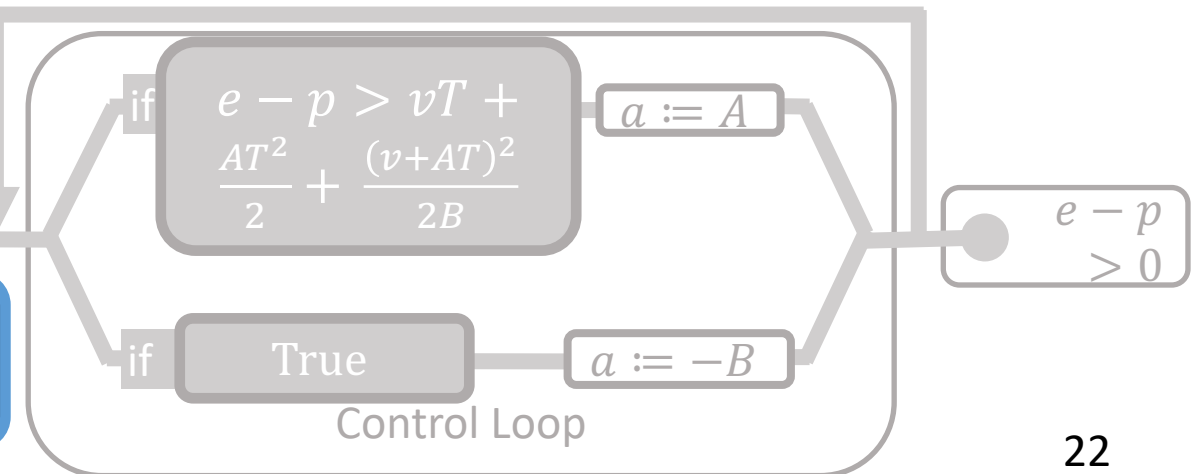 if
e − p > vT +
AT²/2 + (v+AT)²/2B
a := A
if
True
a := −B
Control Loop
e − p
> 0
22